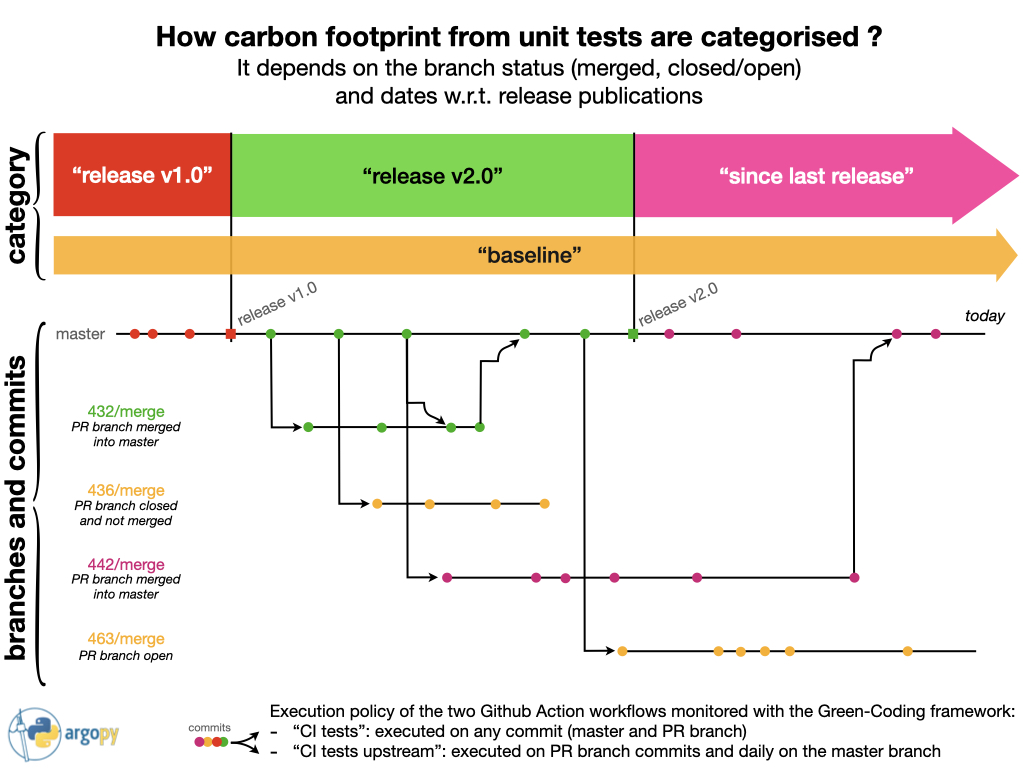 How carbon footprint from unit tests are categorised ?
It depends on the branch status (merged, closed/open)
and dates w.r.t. release publications
category
“release v1.0”
“release v2.0”
“since last release”
“baseline”
release v1.0
release v2.0
today
branches and commits
master
432/merge
PR branch merged
into master
436/merge
PR branch closed
and not merged
442/merge
PR branch merged
into master
463/merge
PR branch open
argopy
commits
Execution policy of the two Github Action workflows monitored with the Green-Coding framework:
- “CI tests”: executed on any commit (master and PR branch)
- “CI tests upstream”: executed on PR branch commits and daily on the master branch